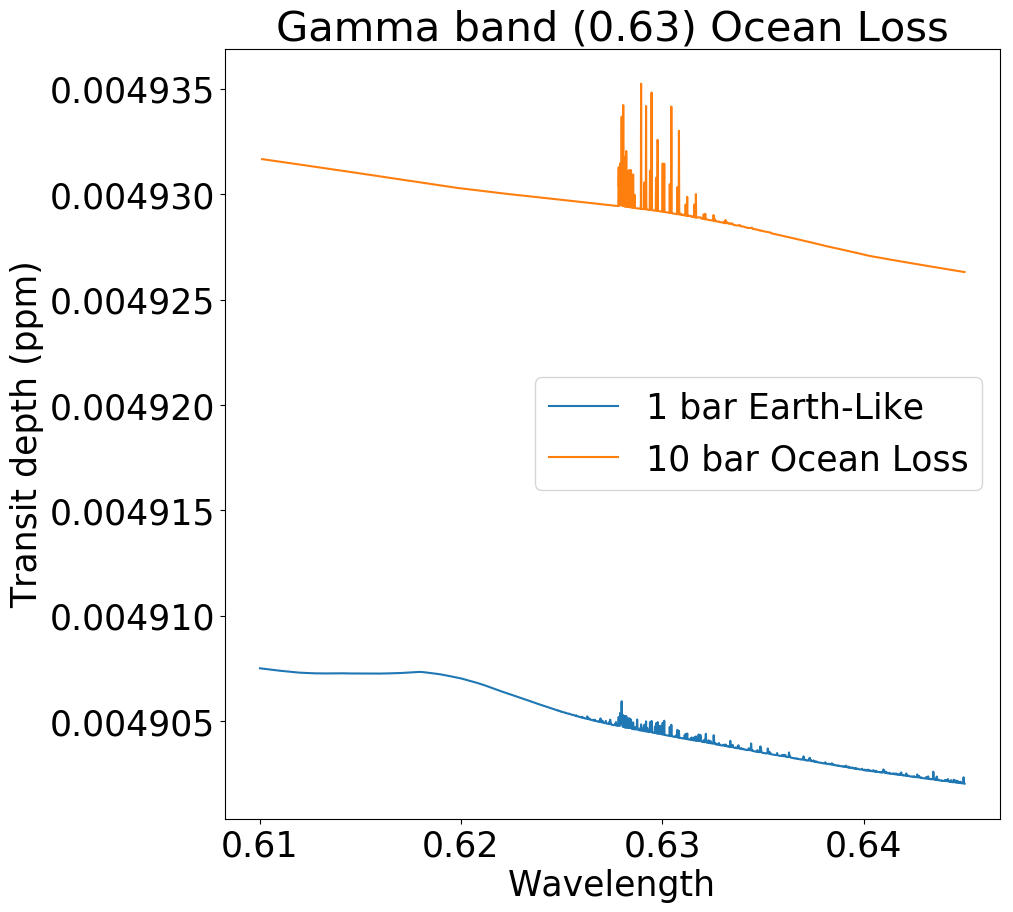 Gamma band (0.63) Ocean Loss
Transit depth (ppm)
0.004935
0.004930
0.004925
0.004920
0.004915
0.004910
0.004905
1 bar Earth-Like
10 bar Ocean Loss
0.61 0.62 0.63 0.64
Wavelength